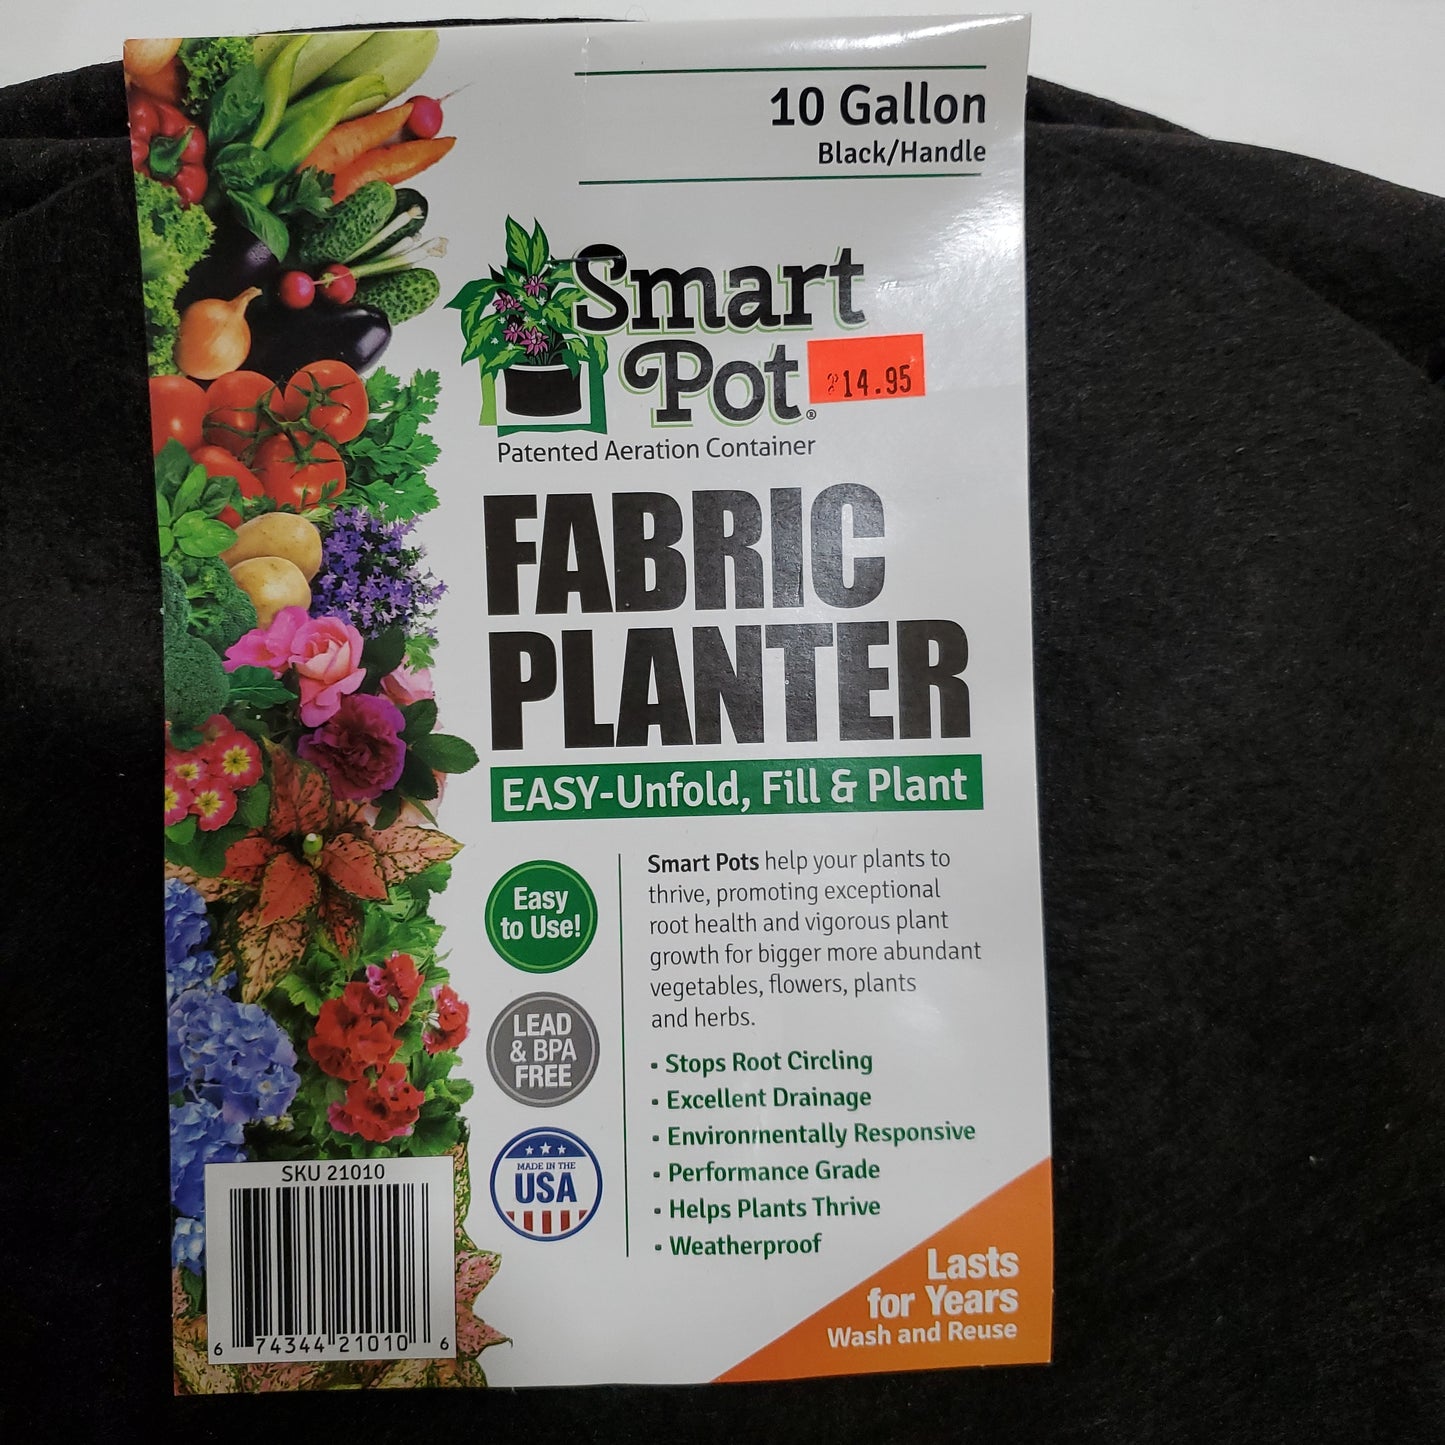 10 Gallon
Black/Handle
Smart
Pot®
14.95
Patented Aeration Container
FABRIC
PLANTER
EASY-Unfold, Fill & Plant
Easy
to Use!
LEAD
& BPA
FREE
MADE IN THE
USA
Smart Pots help your plants to
thrive, promoting exceptional
root health and vigorous plant
growth for bigger more abundant
vegetables, flowers, plants
and herbs.
• Stops Root Circling
• Excellent Drainage
• Environmentally Responsive
• Performance Grade
• Helps Plants Thrive
• Weatherproof
Lasts
for Years
Wash and Reuse
SKU 21010
6 74344 21010 6